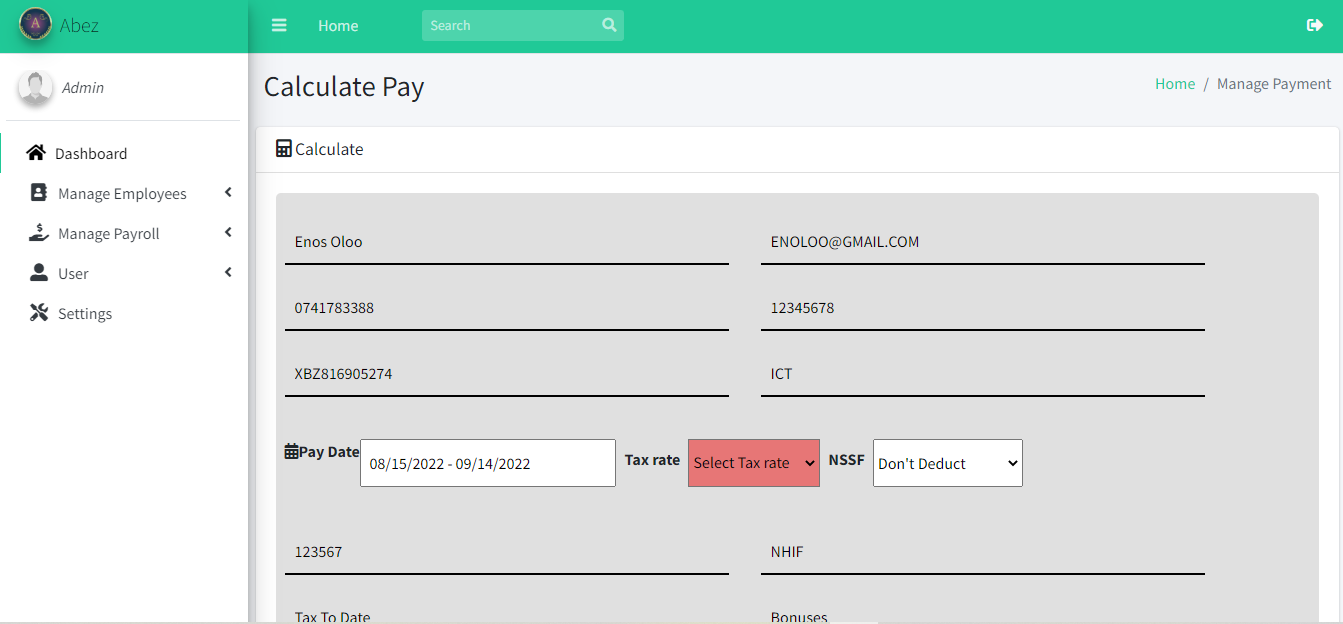 A
Abez
Home
Search
Admin
Calculate Pay
Home / Manage Payment
Dashboard
Manage Employees
Manage Payroll
User
Settings
Calculate
Enos Oloo
ENOLOO@GMAIL.COM
0741783388
12345678
XBZ816905274
ICT
Pay Date 08/15/2022 - 09/14/2022 Tax rate Select Tax rate NSSF Don't Deduct
123567
NHIF
Tax To Date
Bonuses